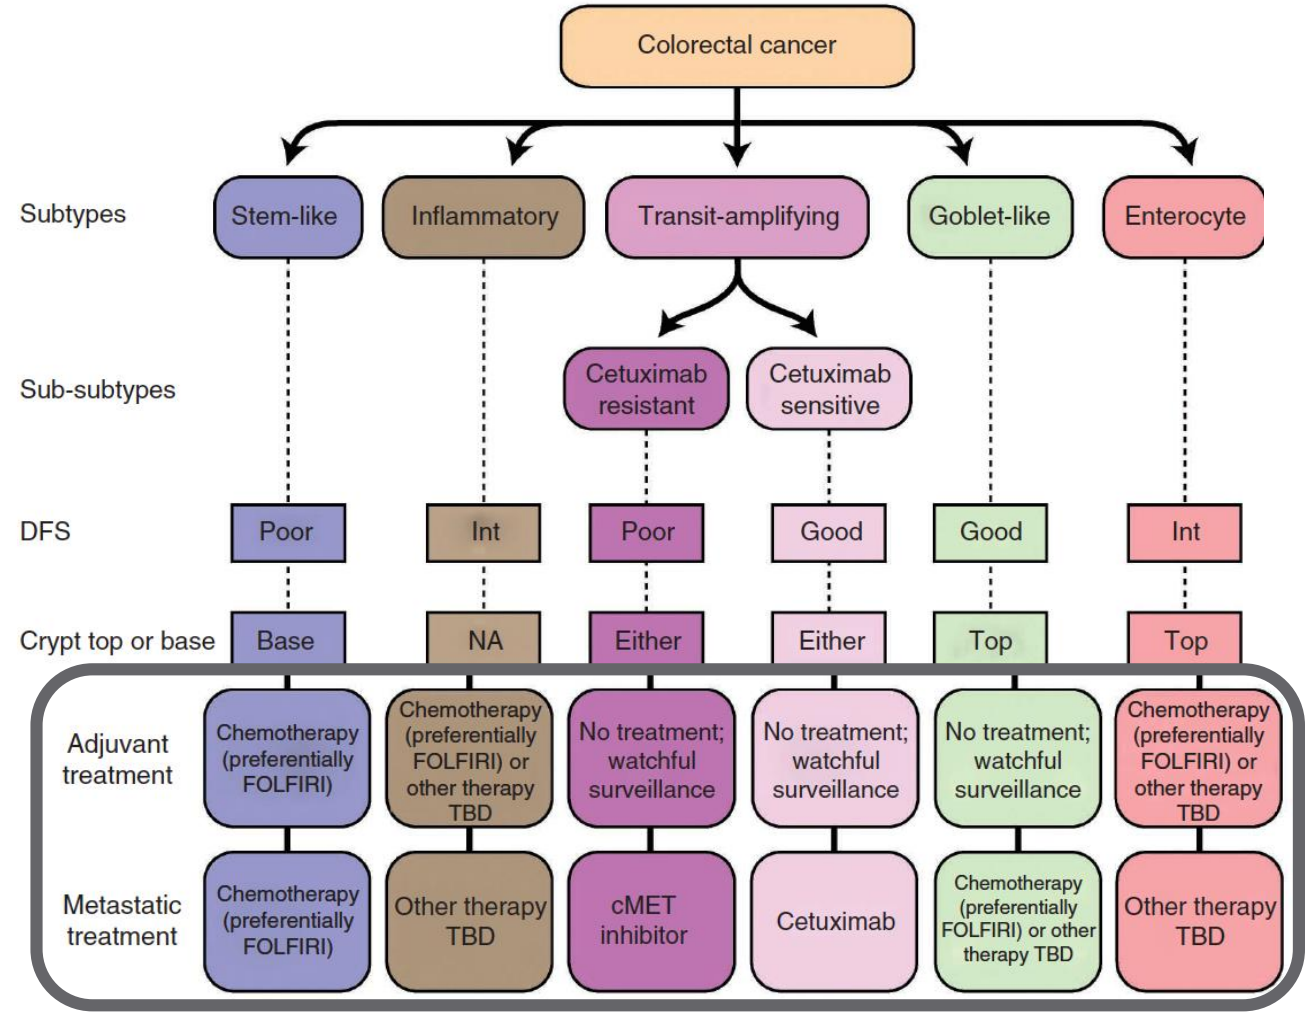 Colorectal cancer
Subtypes
Stem-like
Inflammatory
Transit-amplifying
Goblet-like
Enterocyte
Sub-subtypes
Cetuximab
resistant
Cetuximab
sensitive
DFS
Poor
Int
Poor
Good
Good
Int
Crypt top or base
Base
NA
Either
Either
Top
Top
Adjuvant
treatment
Chemotherapy
(preferentially
FOLFIRI)
Chemotherapy
(preferentially
FOLFIRI) or
other therapy
TBD
No treatment;
watchful
surveillance
No treatment;
watchful
surveillance
No treatment;
watchful
surveillance
Chemotherapy
(preferentially
FOLFIRI) or
other therapy
TBD
Metastatic
treatment
Chemotherapy
(preferentially
FOLFIRI)
Other therapy
TBD
cMET
inhibitor
Cetuximab
Chemotherapy
(preferentially
FOLFIRI) or other
therapy TBD
Other therapy
TBD